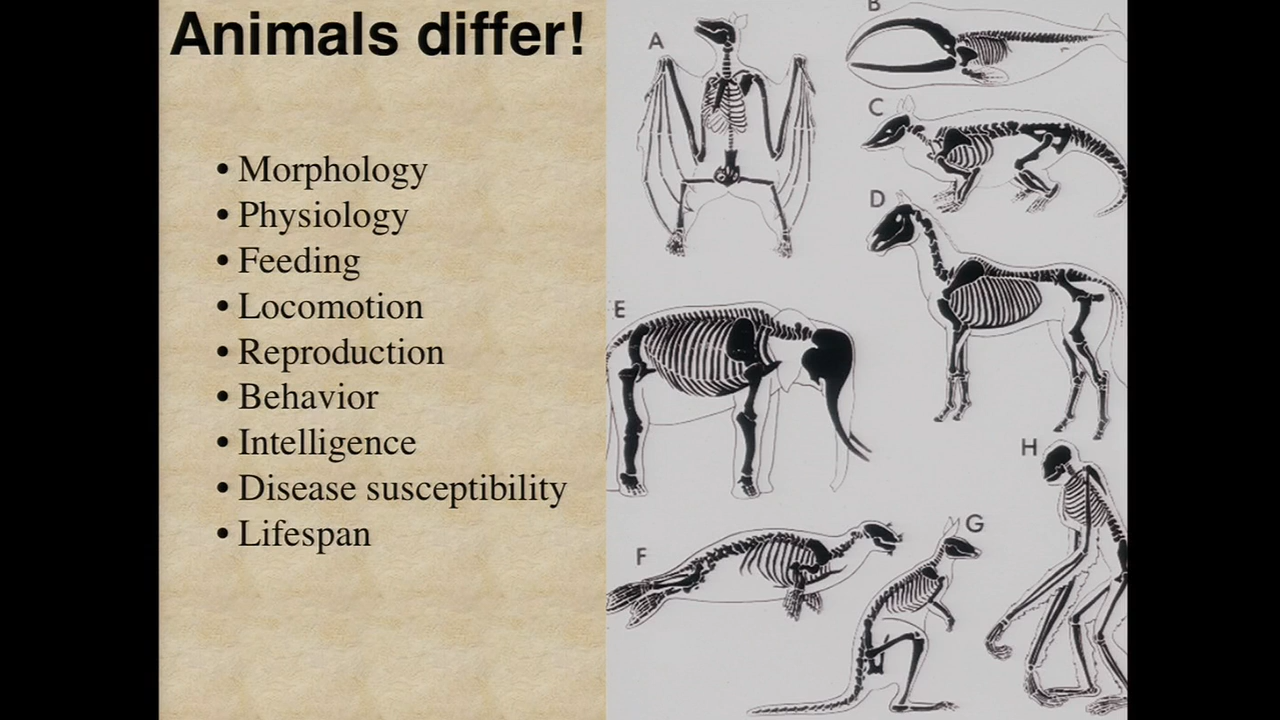 Animals differ!
• Morphology
• Physiology
• Feeding
• Locomotion
• Reproduction
• Behavior
• Intelligence
• Disease susceptibility
• Lifespan
A
B
C
D
E
F
G
H